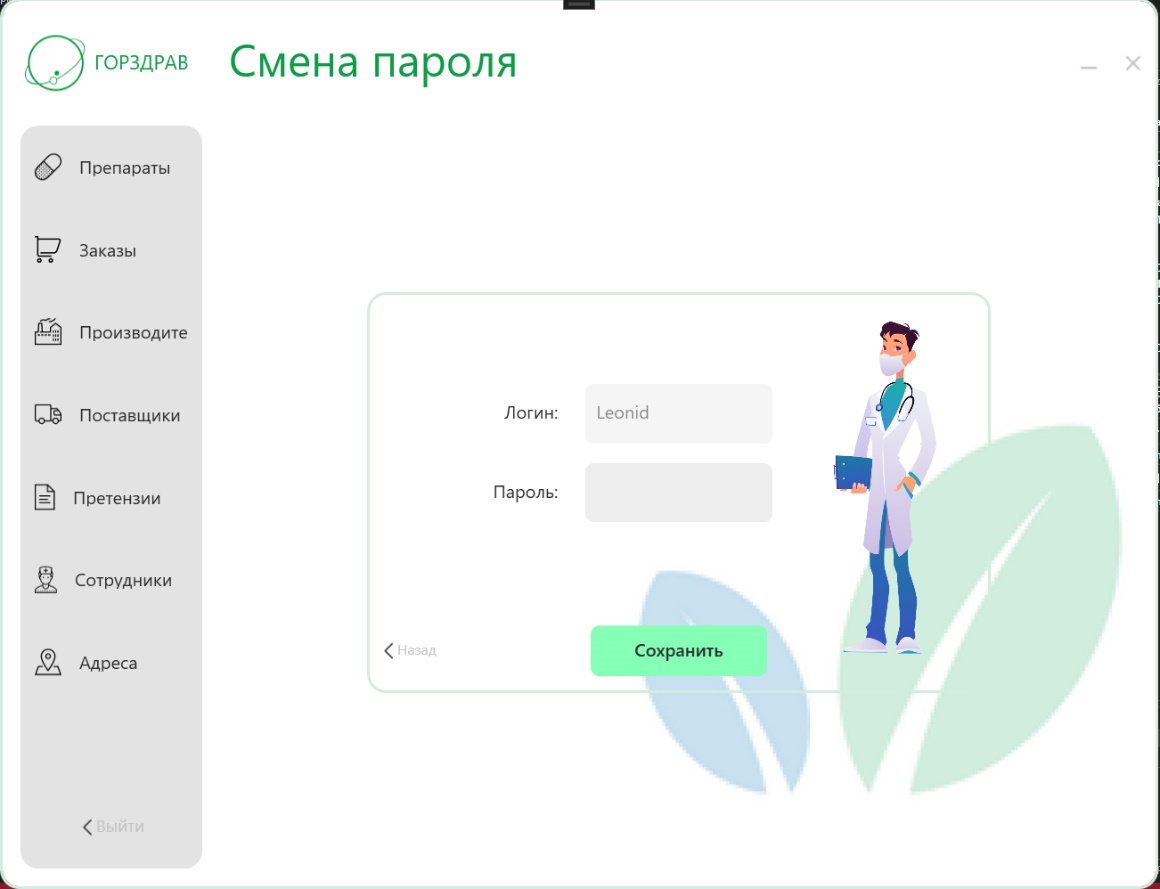 ГОРЗДРАВ
Смена пароля
Препараты
Заказы
Производите
Поставщики
Претензии
Сотрудники
Адреса
Выйти
Логин:
Leonid
Пароль:
Назад
Сохранить